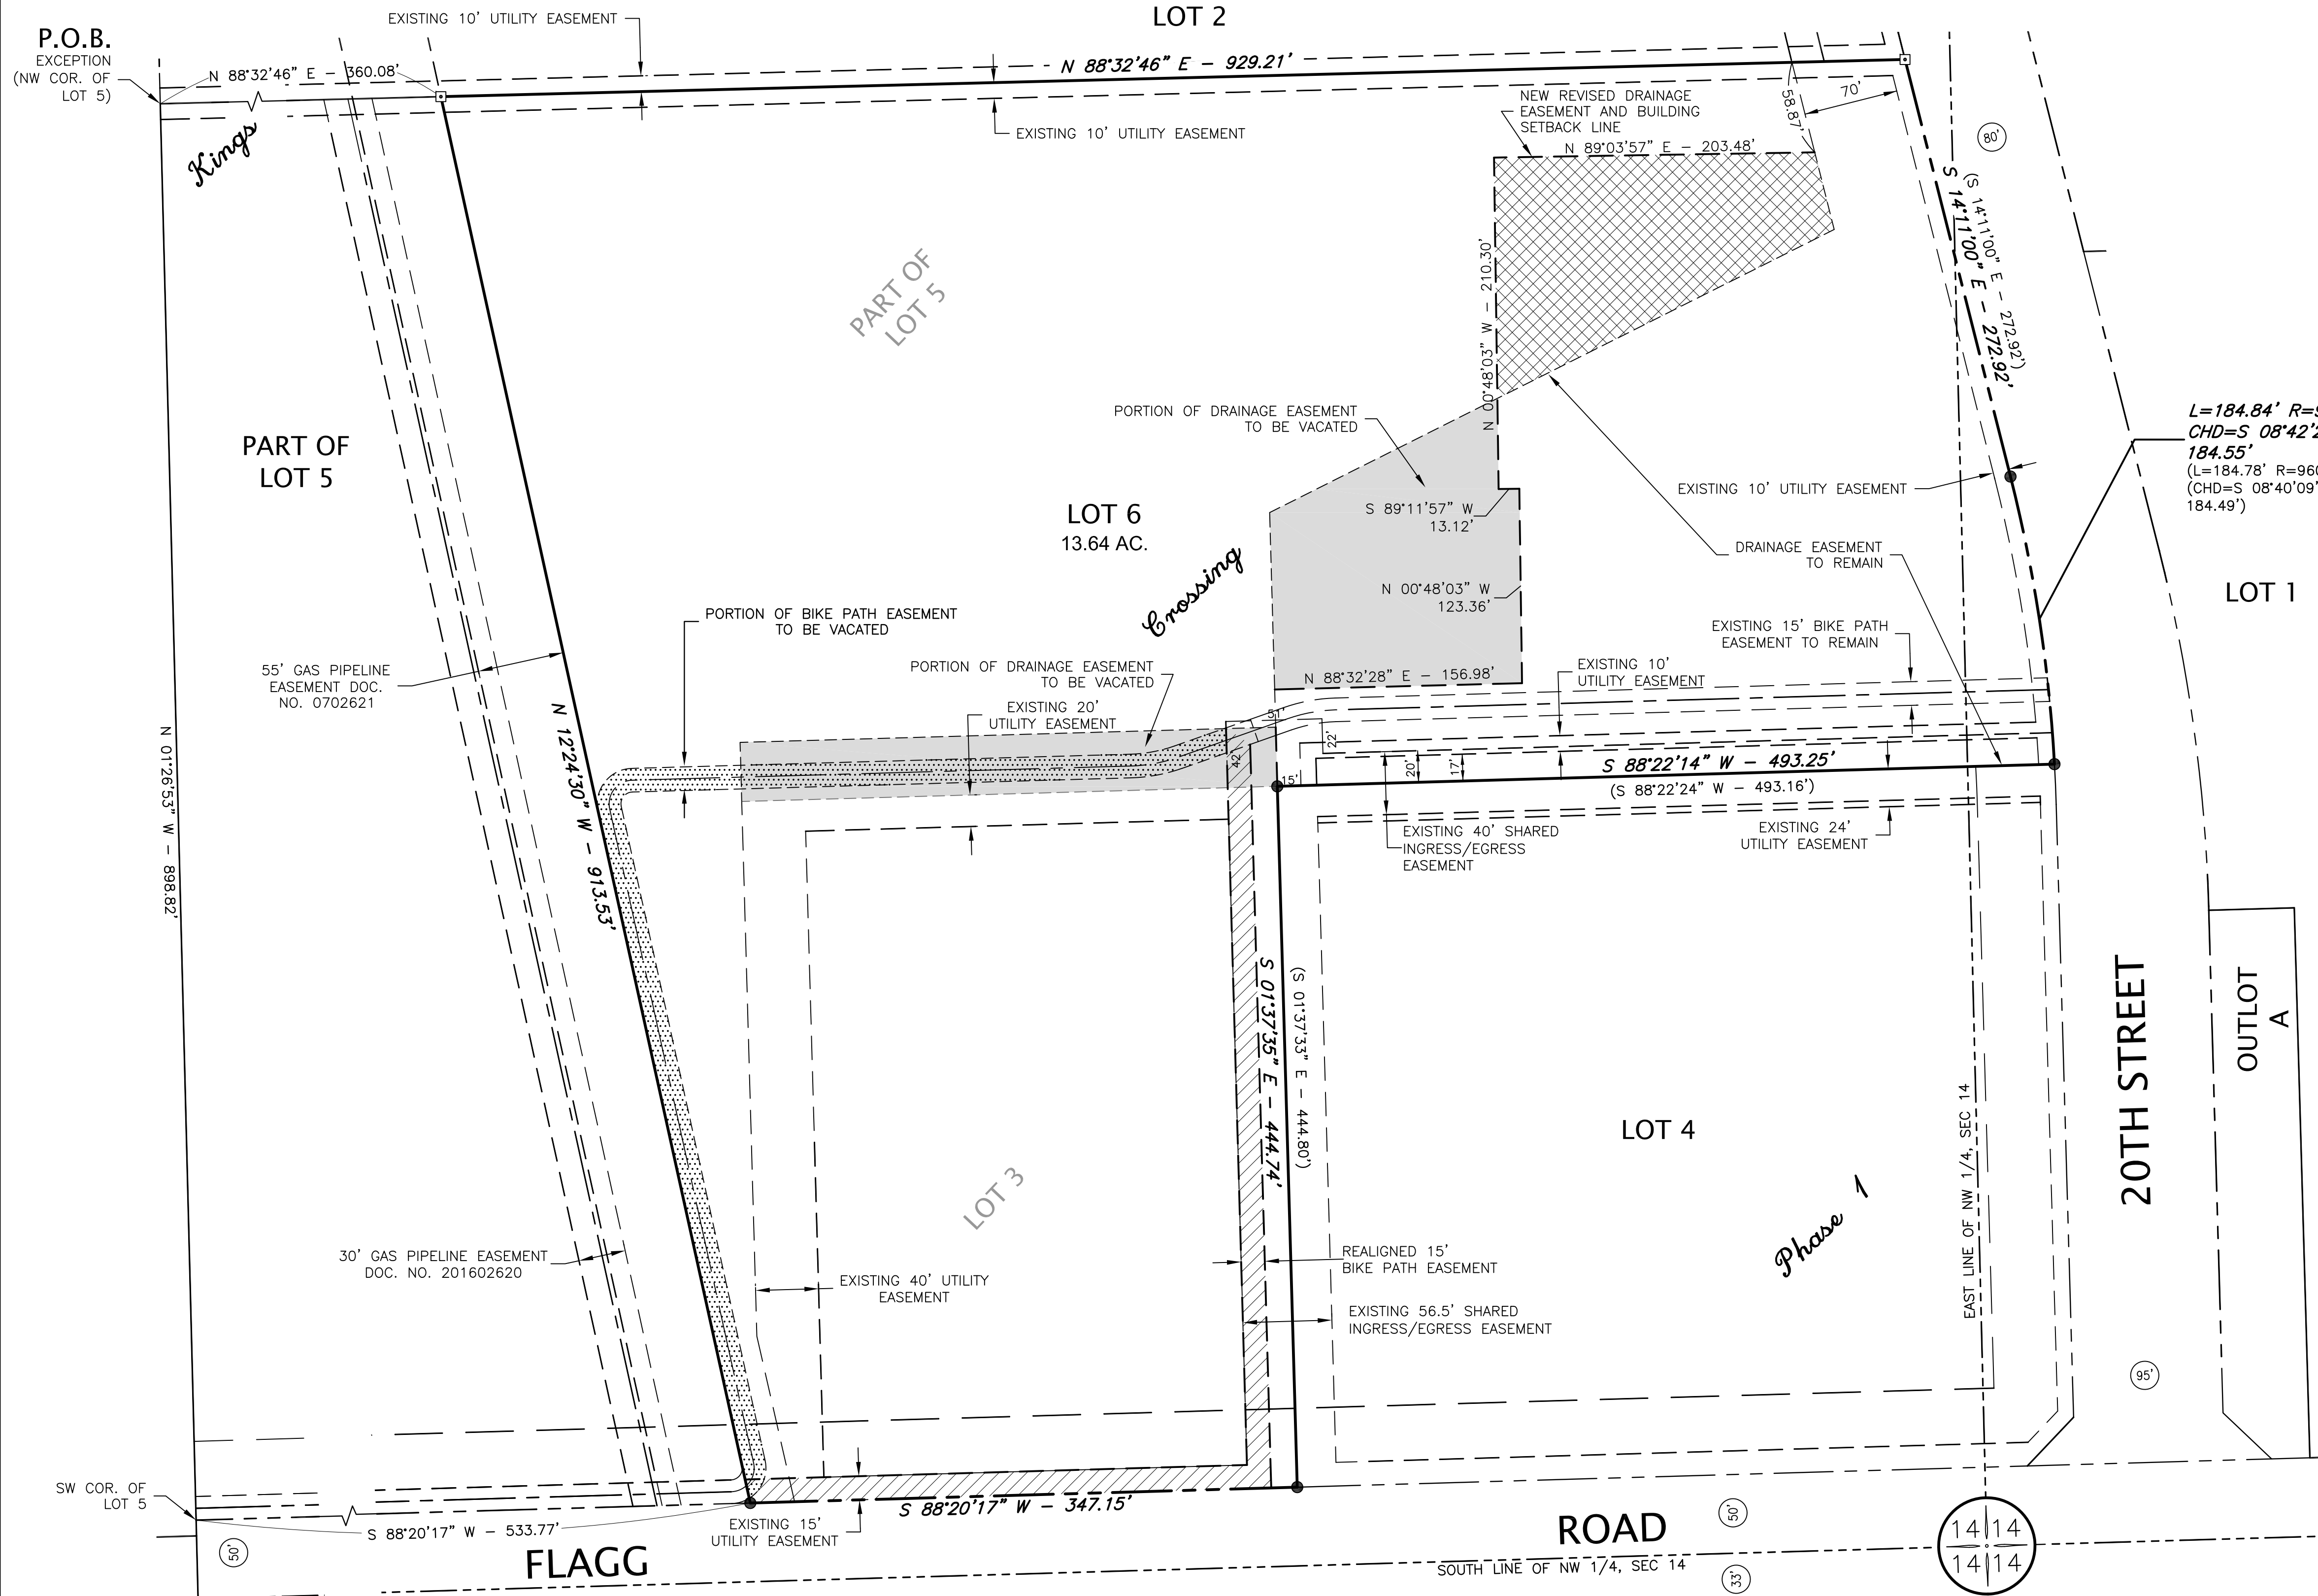 EXISTING 10' UTILITY EASEMENT
LOT 2
P.O.B.
EXCEPTION
(NW COR. OF
LOT 5)
N 88°32'46" E - 360.08'
N 88°32'46" E - 929.21'
EXISTING 10' UTILITY EASEMENT
NEW REVISED DRAINAGE
EASEMENT AND BUILDING
SETBACK LINE
N 89°03'57" E - 203.48'
58.87'
70'
80'
Kings
S 14°11'00" E - 272.92'
(S 14°11'00" E - 272.92')
PART OF
LOT 5
N 00°48'03" W - 210.30'
PORTION OF DRAINAGE EASEMENT
TO BE VACATED
L=184.84' R=9
CHD=S 08°42'2
184.55'
(L=184.78' R=960
(CHD=S 08°40'09"
184.49')
PART OF
LOT 5
EXISTING 10' UTILITY EASEMENT
S 89°11'57" W
13.12'
LOT 6
13.64 AC.
DRAINAGE EASEMENT
TO REMAIN
Crossing
N 00°48'03" W
123.36'
LOT 1
PORTION OF BIKE PATH EASEMENT
TO BE VACATED
EXISTING 15' BIKE PATH
EASEMENT TO REMAIN
55' GAS PIPELINE
EASEMENT DOC.
NO. 0702621
PORTION OF DRAINAGE EASEMENT
TO BE VACATED
EXISTING 10'
UTILITY EASEMENT
N 88°32'28" E - 156.98'
EXISTING 20'
UTILITY EASEMENT
51'
22'
42'
15'
20'
17'
N 12°24'30" W - 913.53'
N 01°26'53" W - 898.82'
S 88°22'14" W - 493.25'
(S 88°22'24" W - 493.16')
EXISTING 40' SHARED
INGRESS/EGRESS
EASEMENT
EXISTING 24'
UTILITY EASEMENT
S 01°37'35" E - 444.74'
(S 01°37'33" E - 444.80')
20TH STREET
OUTLOT
A
LOT 4
LOT 3
Phase 1
EAST LINE OF NW 1/4, SEC 14
30' GAS PIPELINE EASEMENT
DOC. NO. 201602620
EXISTING 40' UTILITY
EASEMENT
REALIGNED 15'
BIKE PATH EASEMENT
EXISTING 56.5' SHARED
INGRESS/EGRESS EASEMENT
95'
SW COR. OF
LOT 5
S 88°20'17" W - 533.77'
S 88°20'17" W - 347.15'
EXISTING 15'
UTILITY EASEMENT
50'
FLAGG
ROAD
50'
SOUTH LINE OF NW 1/4, SEC 14
33'
14 14
14 14